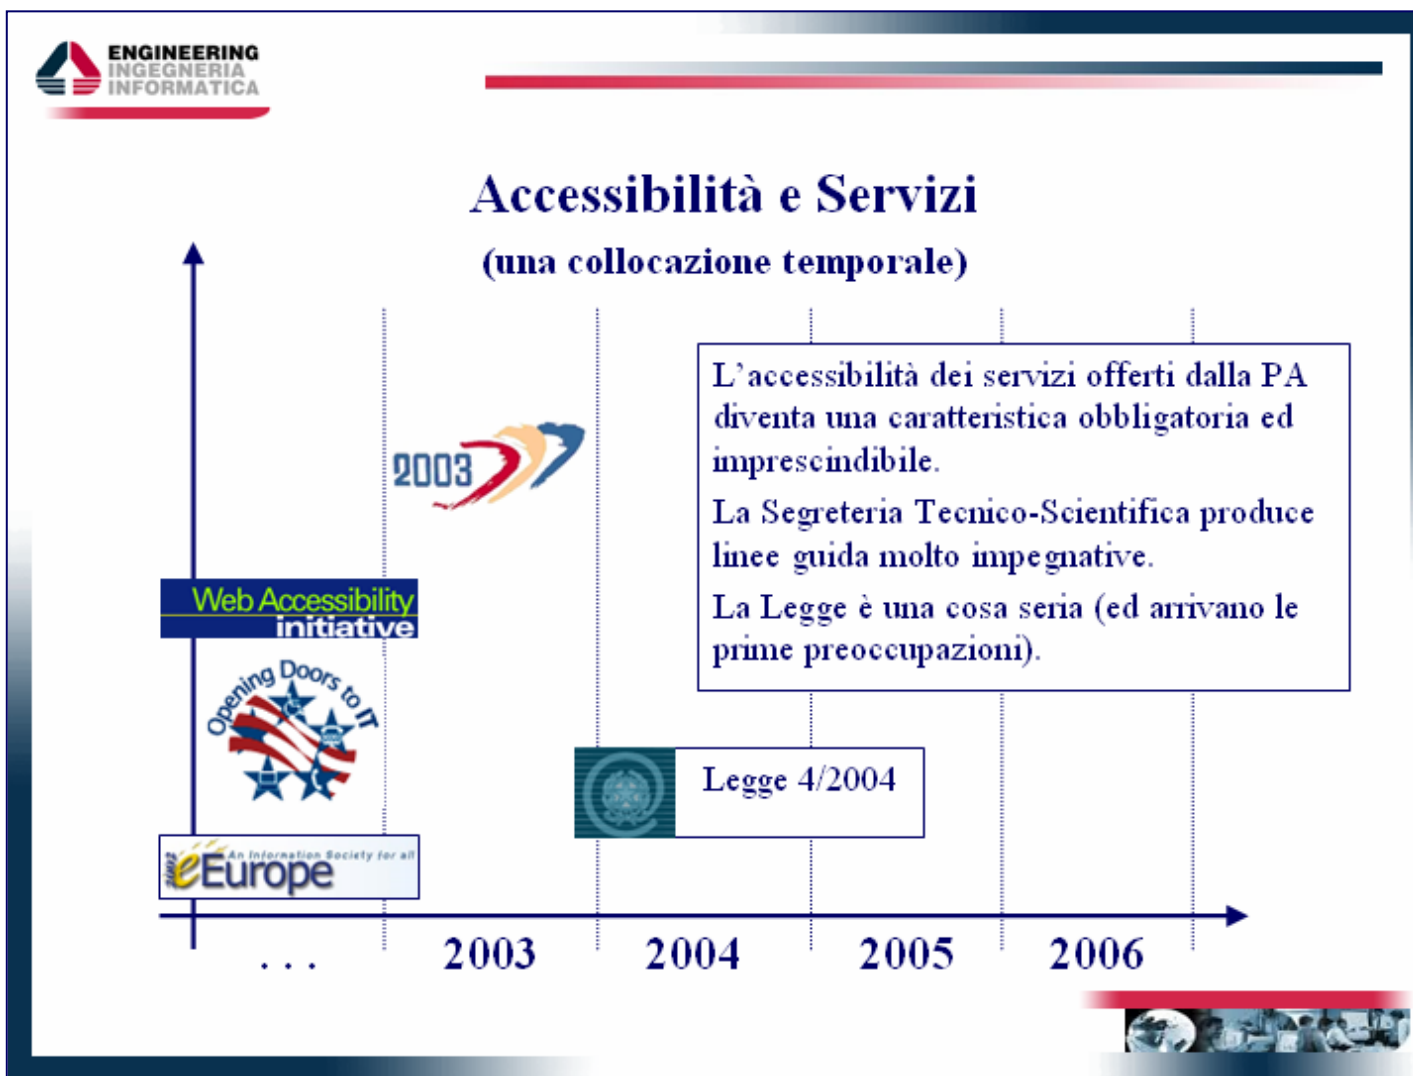 ENGINEERING
INGEGNERIA
INFORMATICA
Accessibilità e Servizi
(una collocazione temporale)
L'accessibilità dei servizi offerti dalla PA
diventa una caratteristica obbligatoria ed
imprescindibile.
La Segreteria Tecnico-Scientifica produce
linee guida molto impegnative.
La Legge è una cosa seria (ed arrivano le
prime preoccupazioni).
2003
Web Accessibility
initiative
Opening Doors to IT
Legge 4/2004
An Information Society for all
2002
eEurope
. . .
2003
2004
2005
2006